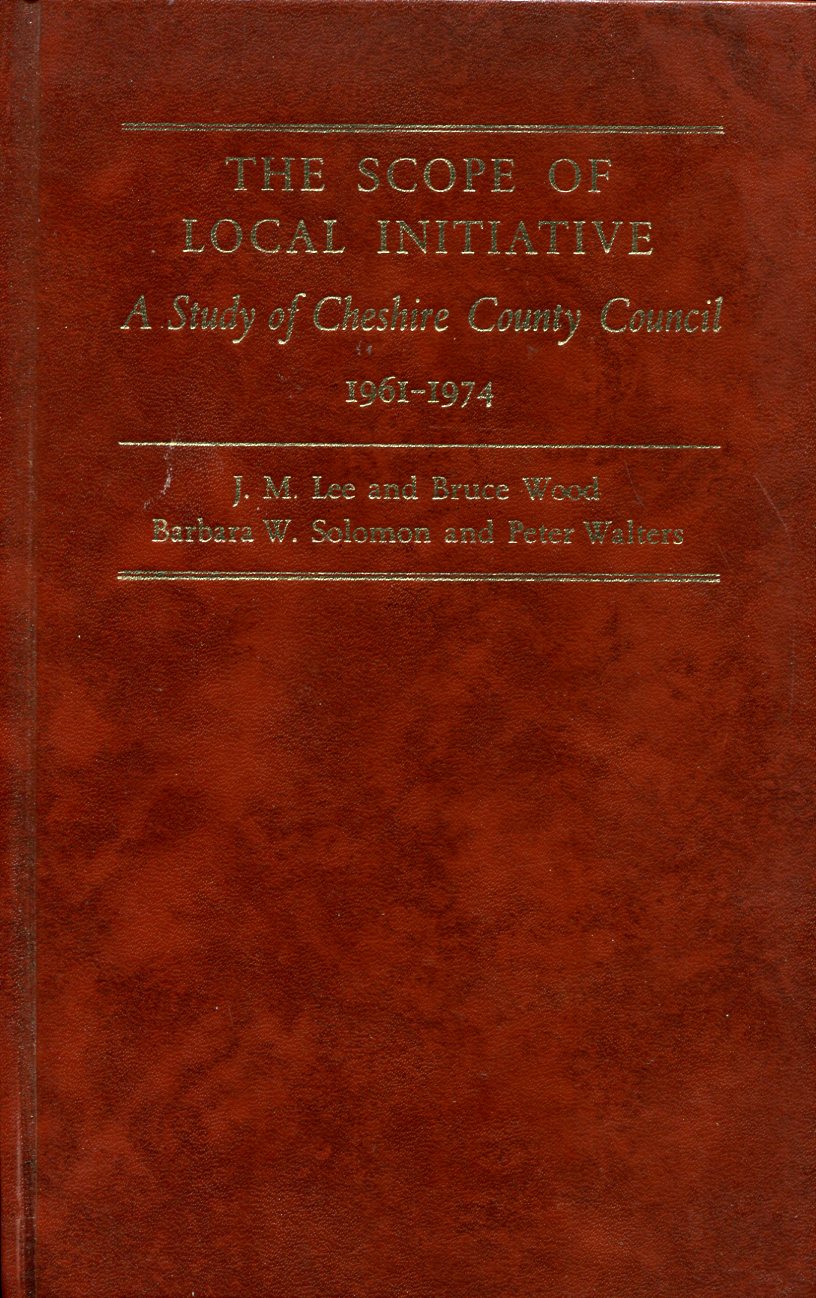 THE SCOPE OF
LOCAL INITIATIVE
A Study of Cheshire County Council
1961-1974
J. M. Lee and Bruce Wood
Barbara W. Solomon and Peter Walters